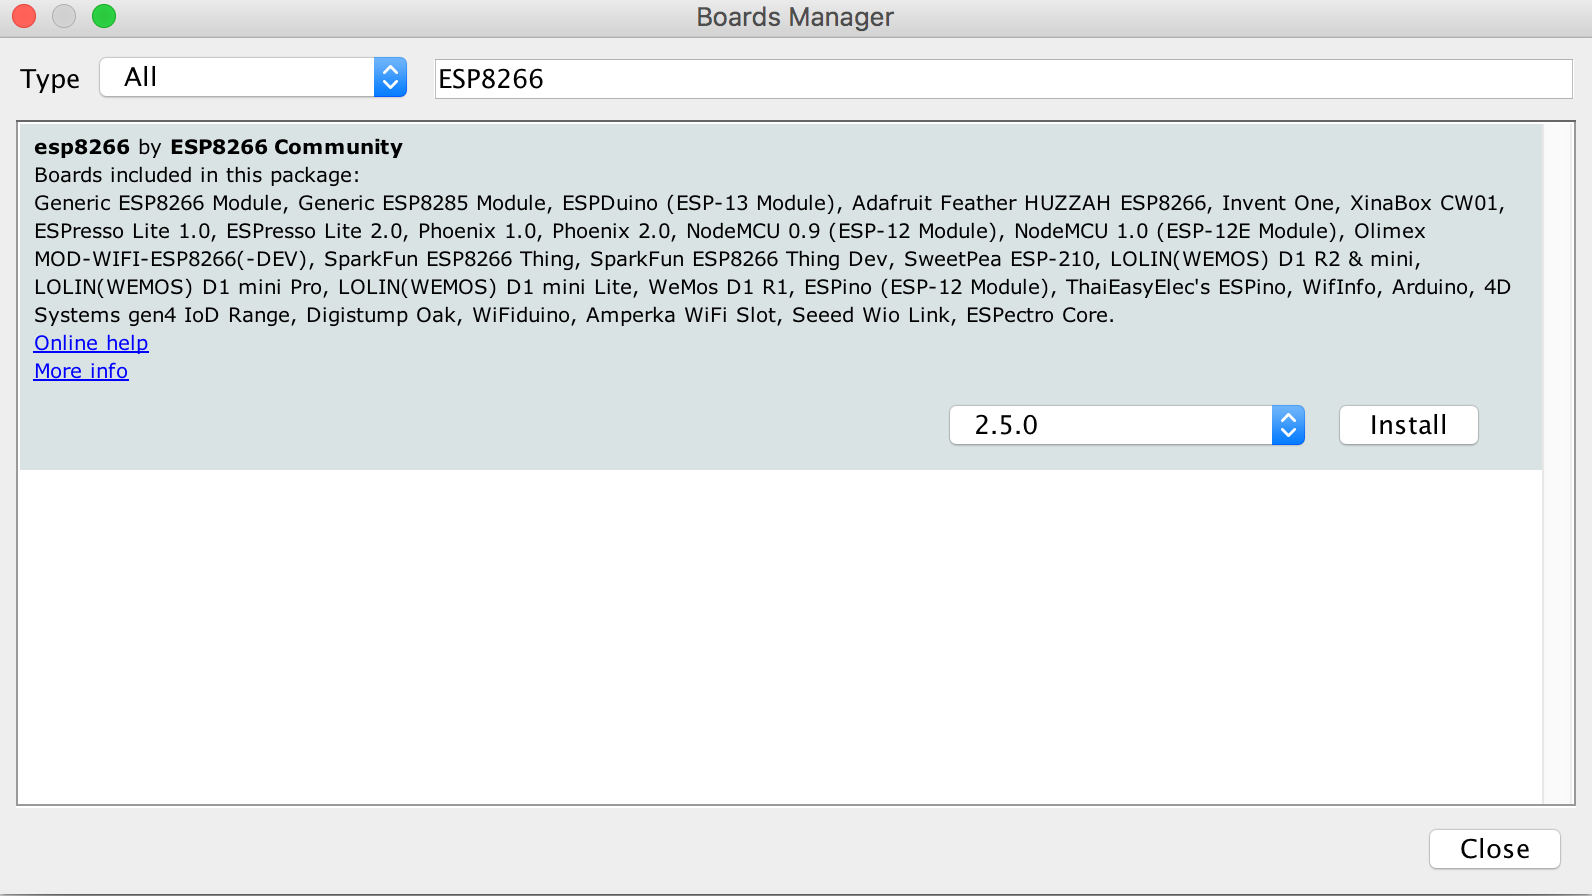 Boards Manager
Type All ESP8266
esp8266 by ESP8266 Community
Boards included in this package:
Generic ESP8266 Module, Generic ESP8285 Module, ESPDuino (ESP-13 Module), Adafruit Feather HUZZAH ESP8266, Invent One, XinaBox CW01,
ESPresso Lite 1.0, ESPresso Lite 2.0, Phoenix 1.0, Phoenix 2.0, NodeMCU 0.9 (ESP-12 Module), NodeMCU 1.0 (ESP-12E Module), Olimex
MOD-WIFI-ESP8266(-DEV), SparkFun ESP8266 Thing, SparkFun ESP8266 Thing Dev, SweetPea ESP-210, LOLIN(WEMOS) D1 R2 & mini,
LOLIN(WEMOS) D1 mini Pro, LOLIN(WEMOS) D1 mini Lite, WeMos D1 R1, ESPino (ESP-12 Module), ThaiEasyElec's ESPino, WifInfo, Arduino, 4D
Systems gen4 IoD Range, Digistump Oak, WiFiduino, Amperka WiFi Slot, Seeed Wio Link, ESPectro Core.
Online help
More info
2.5.0 Install
Close